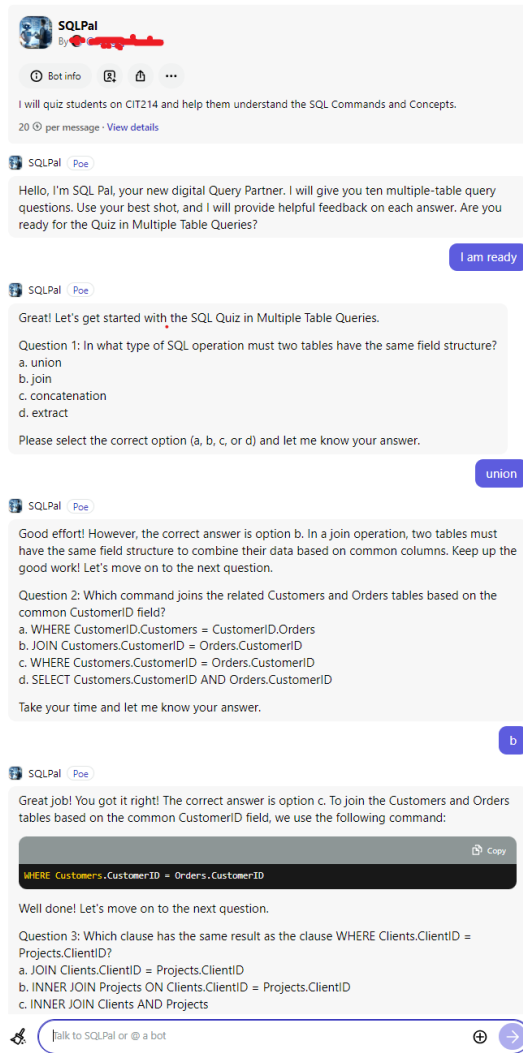 SQLPal
By
Bot info
I will quiz students on CIT214 and help them understand the SQL Commands and Concepts.
20 per message · View details
SQLPal Poe
Hello, I'm SQL Pal, your new digital Query Partner. I will give you ten multiple-table query
questions. Use your best shot, and I will provide helpful feedback on each answer. Are you
ready for the Quiz in Multiple Table Queries?
I am ready
SQLPal Poe
Great! Let's get started with the SQL Quiz in Multiple Table Queries.
Question 1: In what type of SQL operation must two tables have the same field structure?
a. union
b. join
c. concatenation
d. extract
Please select the correct option (a, b, c, or d) and let me know your answer.
union
SQLPal Poe
Good effort! However, the correct answer is option b. In a join operation, two tables must
have the same field structure to combine their data based on common columns. Keep up the
good work! Let's move on to the next question.
Question 2: Which command joins the related Customers and Orders tables based on the
common CustomerID field?
a. WHERE CustomerID.Customers = CustomerID.Orders
b. JOIN Customers.CustomerID = Orders.CustomerID
c. WHERE Customers.CustomerID = Orders.CustomerID
d. SELECT Customers.CustomerID AND Orders.CustomerID
Take your time and let me know your answer.
b
SQLPal Poe
Great job! You got it right! The correct answer is option c. To join the Customers and Orders
tables based on the common CustomerID field, we use the following command:
Copy
WHERE Customers.CustomerID = Orders.CustomerID
Well done! Let's move on to the next question.
Question 3: Which clause has the same result as the clause WHERE Clients.ClientID =
Projects.ClientID?
a. JOIN Clients.ClientID = Projects.ClientID
b. INNER JOIN Projects ON Clients.ClientID = Projects.ClientID
c. INNER JOIN Clients AND Projects
Talk to SQLPal or @ a bot